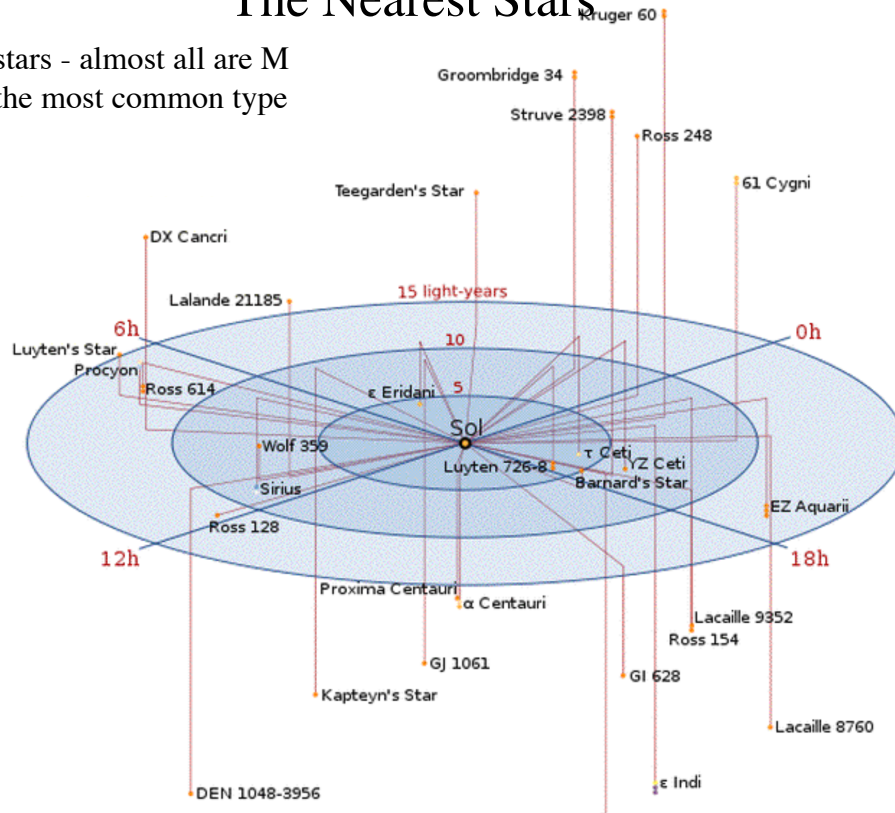 The Nearest Stars
stars - almost all are M
the most common type
Kruger 60
Groombridge 34
Struve 2398
Ross 248
61 Cygni
Teegarden's Star
DX Cancri
15 light-years
Lalande 21185
6h
0h
10
Luyten's Star
Procyon
5
Ross 614
ε Eridani
Sol
Wolf 359
τ Ceti
YZ Ceti
Luyten 726-8
Barnard's Star
Sirius
EZ Aquarii
Ross 128
12h
18h
Proxima Centauri
α Centauri
Lacaille 9352
Ross 154
GJ 1061
GI 628
Kapteyn's Star
Lacaille 8760
ε Indi
DEN 1048-3956